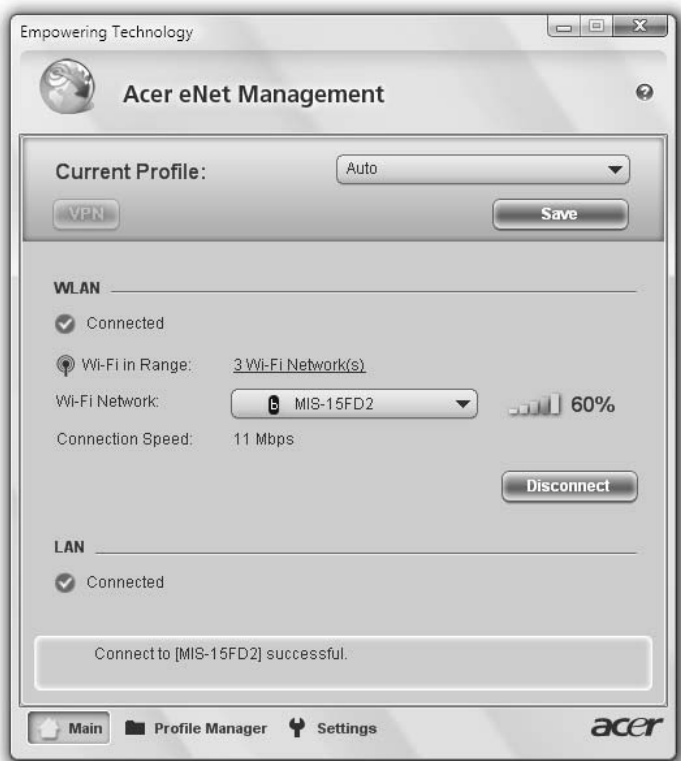 Empowering Technology
Acer eNet Management
Current Profile: Auto
VPN Save
WLAN
Connected
Wi-Fi in Range: 3 Wi-Fi Network(s)
Wi-Fi Network: b MIS-15FD2 60%
Connection Speed: 11 Mbps
Disconnect
LAN
Connected
Connect to [MIS-15FD2] successful.
Main Profile Manager Settings acer